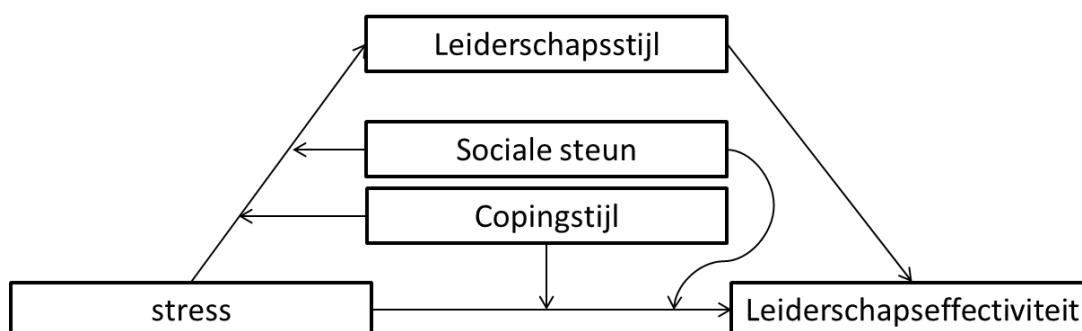 Leiderschapsstijl
Sociale steun
Copingstijl
stress
Leiderschapseffectiviteit